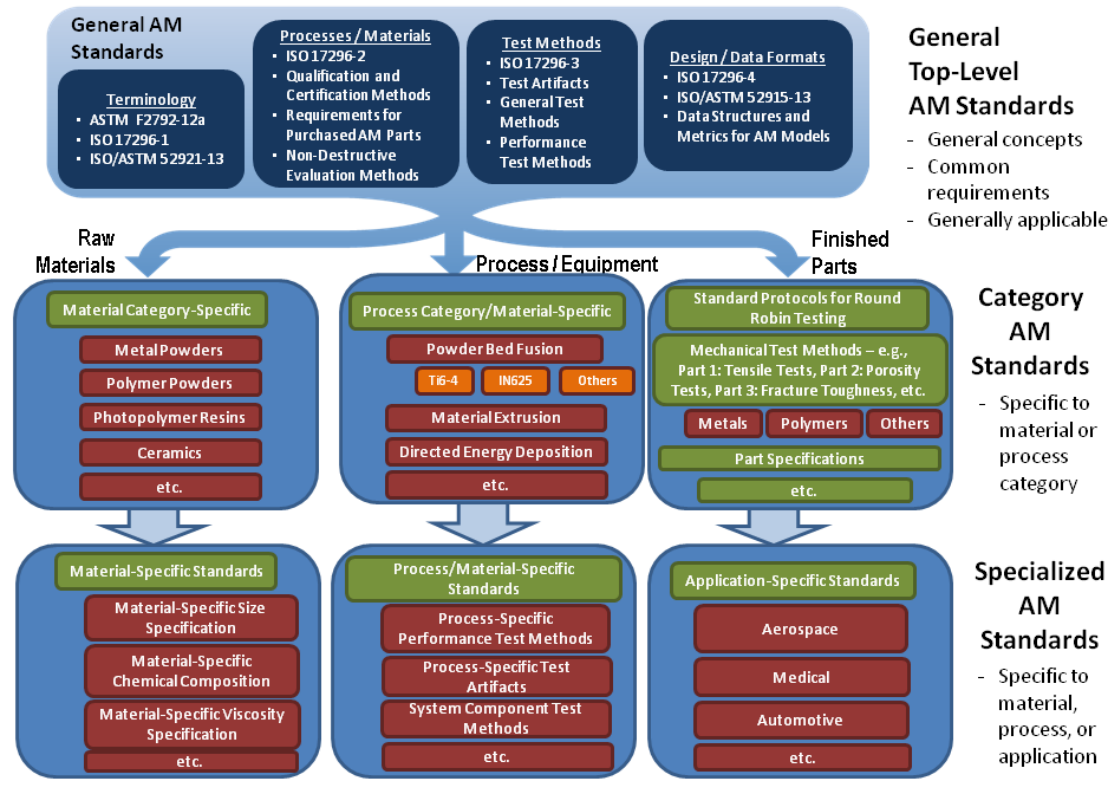 General AM
Standards
Terminology
• ASTM F2792-12a
• ISO 17296-1
• ISO/ASTM 52921-13
Processes / Materials
• ISO 17296-2
• Qualification and
Certification Methods
• Requirements for
Purchased AM Parts
• Non-Destructive
Evaluation Methods
Test Methods
• ISO 17296-3
• Test Artifacts
• General Test
Methods
• Performance
Test Methods
Design / Data Formats
• ISO 17296-4
• ISO/ASTM 52915-13
• Data Structures and
Metrics for AM Models
General
Top-Level
AM Standards
- General concepts
- Common
requirements
- Generally applicable
Raw
Materials
Process / Equipment
Finished
Parts
Material Category-Specific
Metal Powders
Polymer Powders
Photopolymer Resins
Ceramics
etc.
Process Category/Material-Specific
Powder Bed Fusion
Ti6-4
IN625
Others
Material Extrusion
Directed Energy Deposition
etc.
Standard Protocols for Round
Robin Testing
Mechanical Test Methods – e.g.,
Part 1: Tensile Tests, Part 2: Porosity
Tests, Part 3: Fracture Toughness, etc.
Metals
Polymers
Others
Part Specifications
etc.
Category
AM
Standards
- Specific to
material or
process
category
Material-Specific Standards
Material-Specific Size
Specification
Material-Specific
Chemical Composition
Material-Specific Viscosity
Specification
etc.
Process/Material-Specific
Standards
Process-Specific
Performance Test Methods
Process-Specific Test
Artifacts
System Component Test
Methods
etc.
Application-Specific Standards
Aerospace
Medical
Automotive
etc.
Specialized
AM
Standards
- Specific to
material,
process, or
application